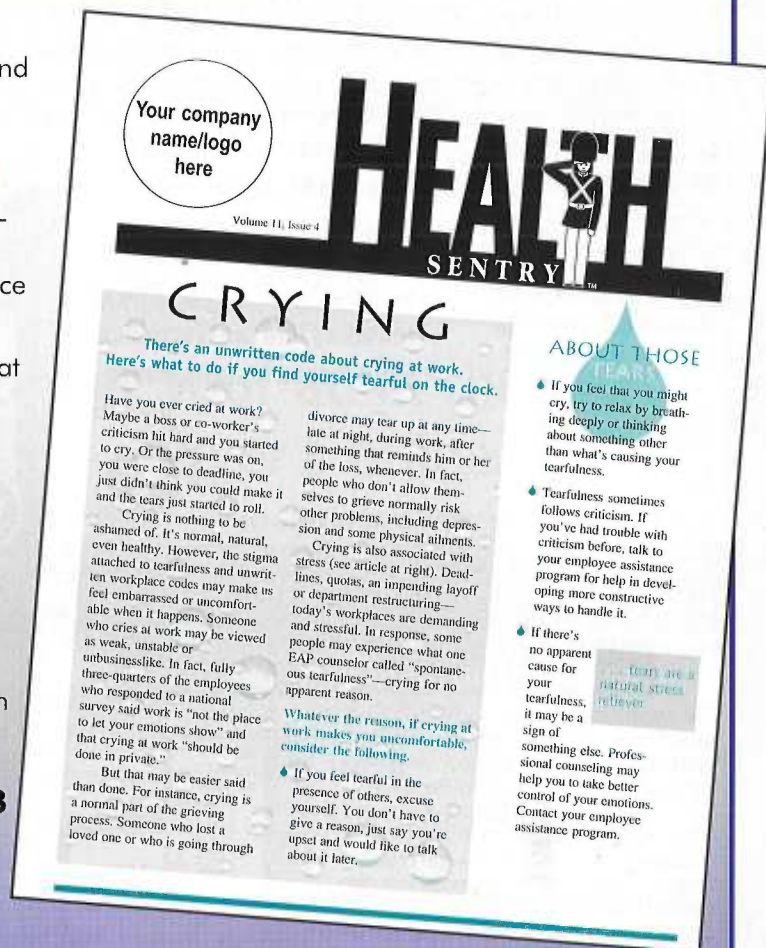 nd
-
ce
at
n
3
Your company
name/logo
here
Volume 11, Issue 4
HEALTH
SENTRY™
CRYING
There's an unwritten code about crying at work.
Here's what to do if you find yourself tearful on the clock.
Have you ever cried at work?
Maybe a boss or co-worker's
criticism hit hard and you started
to cry. Or the pressure was on,
you were close to deadline, you
just didn't think you could make it
and the tears just started to roll.
Crying is nothing to be
ashamed of. It's normal, natural,
even healthy. However, the stigma
attached to tearfulness and unwrit-
ten workplace codes may make us
feel embarrassed or uncomfort-
able when it happens. Someone
who cries at work may be viewed
as weak, unstable or
unbusinesslike. In fact, fully
three-quarters of the employees
who responded to a national
survey said work is "not the place
to let your emotions show" and
that crying at work "should be
done in private."
But that may be easier said
than done. For instance, crying is
a normal part of the grieving
process. Someone who lost a
loved one or who is going through
divorce may tear up at any time—
late at night, during work, after
something that reminds him or her
of the loss, whenever. In fact,
people who don't allow them-
selves to grieve normally risk
other problems, including depres-
sion and some physical ailments.
Crying is also associated with
stress (see article at right). Dead-
lines, quotas, an impending layoff
or department restructuring—
today's workplaces are demanding
and stressful. In response, some
people may experience what one
EAP counselor called "spontane-
ous tearfulness"—crying for no
apparent reason.
Whatever the reason, if crying at
work makes you uncomfortable,
consider the following.
If you feel tearful in the
presence of others, excuse
yourself. You don't have to
give a reason, just say you're
upset and would like to talk
about it later.
ABOUT THOSE
TEARS
If you feel that you might
cry, try to relax by breath-
ing deeply or thinking
about something other
than what's causing your
tearfulness.
Tearfulness sometimes
follows criticism. If
you've had trouble with
criticism before, talk to
your employee assistance
program for help in devel-
oping more constructive
ways to handle it.
If there's
no apparent
cause for
your
tearfulness,
it may be a
sign of
something else. Profes-
sional counseling may
help you to take better
control of your emotions.
Contact your employee
assistance program.
. . . tears are a
natural stress
reliever